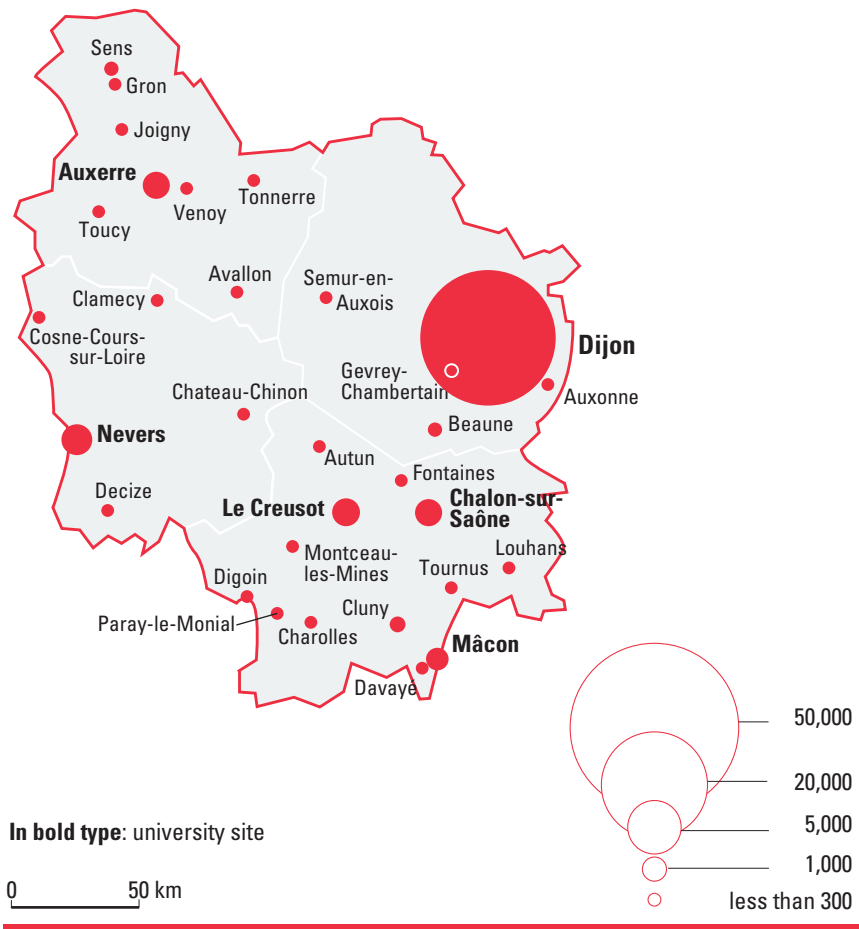 Sens
Gron
Joigny
Auxerre
Venoy
Tonnerre
Toucy
Avallon
Semur-en-
Auxois
Clamecy
Cosne-Cours-
sur-Loire
Dijon
Gevrey-
Chambertain
Auxonne
Chateau-Chinon
Beaune
Nevers
Autun
Fontaines
Decize
Le Creusot
Chalon-sur-
Saône
Montceau-
les-Mines
Louhans
Digoin
Tournus
Paray-le-Monial
Charolles
Cluny
Mâcon
Davayé
50,000
20,000
5,000
1,000
less than 300
In bold type: university site
0 50 km